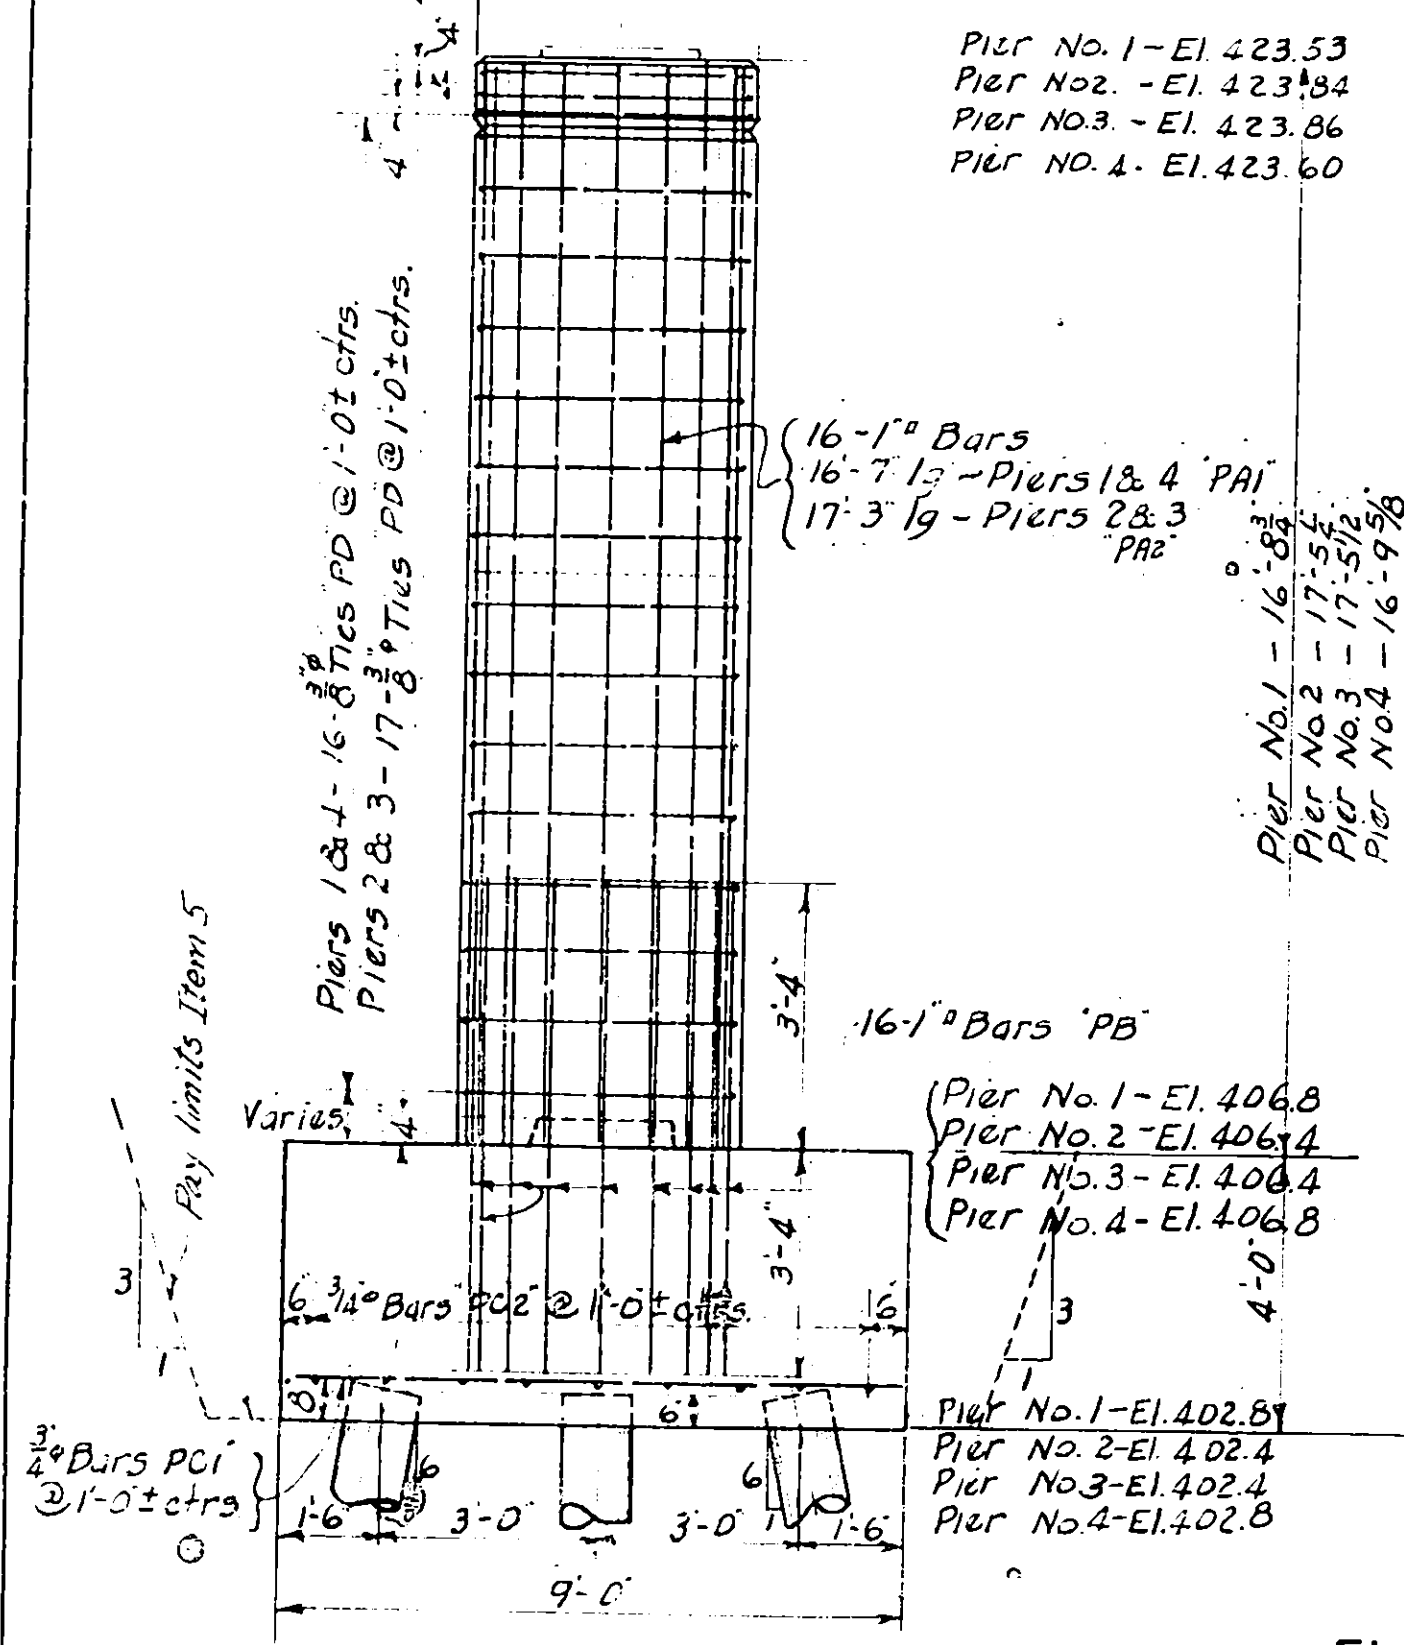 Pier No. 1 - El. 423.53
Pier No 2. - El. 423.84
Pier NO.3. - El. 423.86
Pier NO. 4. El. 423.60
4"
4
Piers 1 & 4 - 16 - 3/8"φ Ties "PD" @ 1'-0"± ctrs.
Piers 2 & 3 - 17 - 3/8"φ Ties PD @ 1'-0"± ctrs.
16 - 1"▫ Bars
16'-7" lg - Piers 1 & 4 "PA1"
17'-3" lg - Piers 2 & 3
"PA2"
Pier No. 1 - 16'-8 3/4"
Pier No 2 - 17'-5 1/4"
Pier No. 3 - 17'-5 1/2"
Pier No 4 - 16'-9 5/8"
Pay limits Item 5
Varies
4"
3'-4"
16-1"▫ Bars "PB"
Pier No. 1 - El. 406.8
Pier No. 2 - El. 406.4
Pier No. 3 - El. 406.4
Pier No. 4 - El. 406.8
3
1
3'-4"
4'-0"
6" 3/4"φ Bars "PC2" @ 1'-0"± ctrs. 6"
3
1
8"
6"
Pier No. 1-El. 402.8
Pier No. 2-El. 402.4
Pier No 3-El. 402.4
Pier No. 4-El. 402.8
3/4"φ Bars PC1"
@ 1'-0"± ctrs
6
6
1
1'-6" 3'-0" 3'-0" 1'-6"
9'-0"